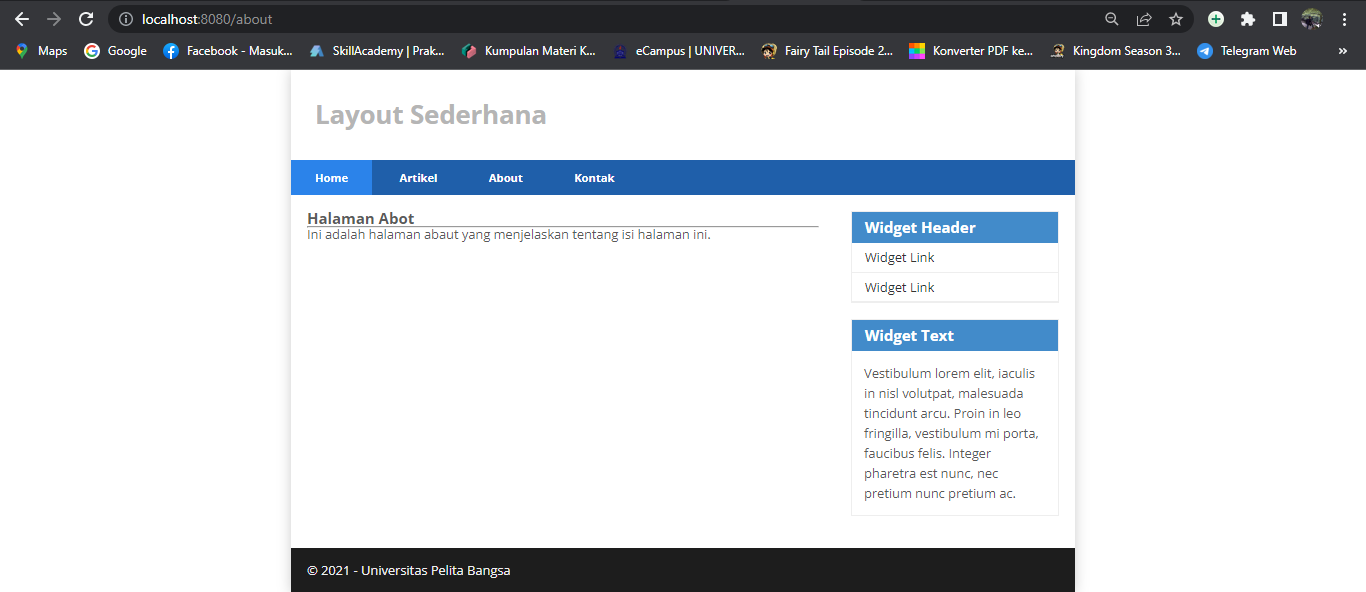 localhost:8080/about
Maps Google Facebook - Masuk... SkillAcademy | Prak... Kumpulan Materi K... eCampus | UNIVER... Fairy Tail Episode 2... Konverter PDF ke... Kingdom Season 3... Telegram Web »
Layout Sederhana
Home Artikel About Kontak
Halaman Abot
Ini adalah halaman abaut yang menjelaskan tentang isi halaman ini.
Widget Header
Widget Link
Widget Link
Widget Text
Vestibulum lorem elit, iaculis
in nisl volutpat, malesuada
tincidunt arcu. Proin in leo
fringilla, vestibulum mi porta,
faucibus felis. Integer
pharetra est nunc, nec
pretium nunc pretium ac.
© 2021 - Universitas Pelita Bangsa